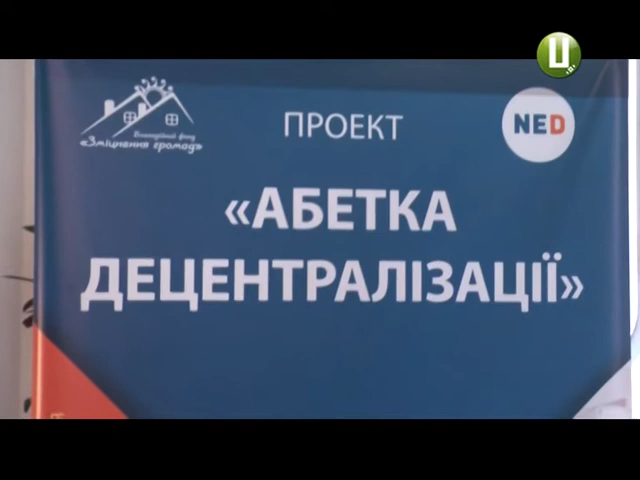 Ц
ПРОЕКТ
NED
благодійний фонд
«Зміцнення громад»
«АБЕТКА
ДЕЦЕНТРАЛІЗАЦІЇ»